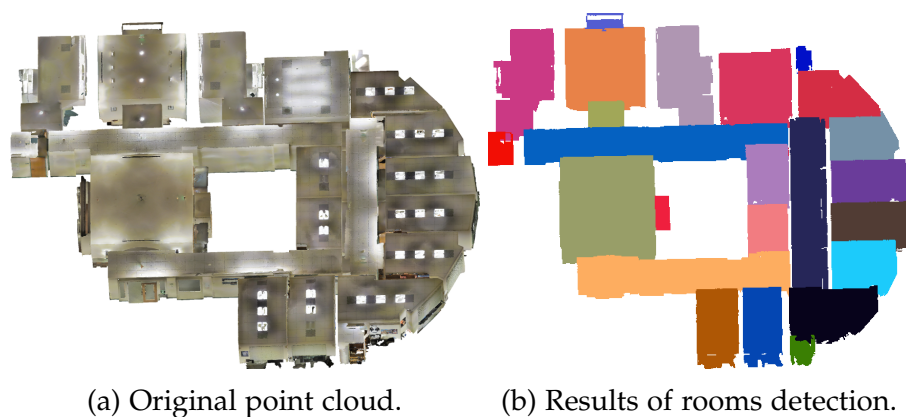 (a) Original point cloud.
(b) Results of rooms detection.